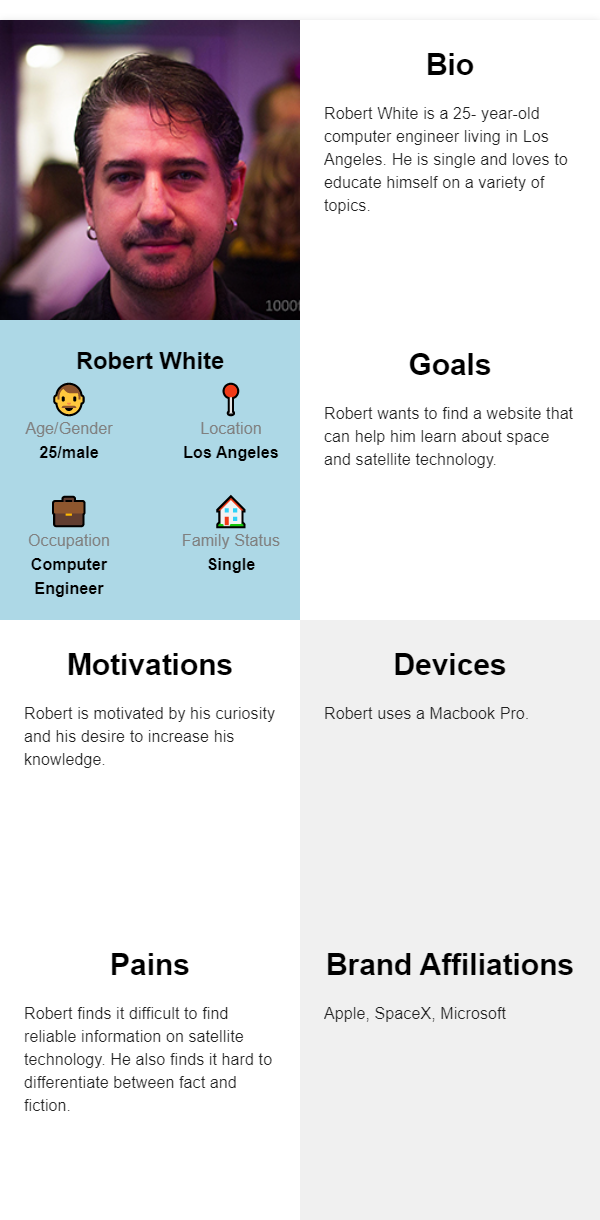 Bio
Robert White is a 25- year-old
computer engineer living in Los
Angeles. He is single and loves to
educate himself on a variety of
topics.
Robert White
Age/Gender
25/male
Location
Los Angeles
Occupation
Computer
Engineer
Family Status
Single
Goals
Robert wants to find a website that
can help him learn about space
and satellite technology.
Motivations
Robert is motivated by his curiosity
and his desire to increase his
knowledge.
Devices
Robert uses a Macbook Pro.
Pains
Robert finds it difficult to find
reliable information on satellite
technology. He also finds it hard to
differentiate between fact and
fiction.
Brand Affiliations
Apple, SpaceX, Microsoft